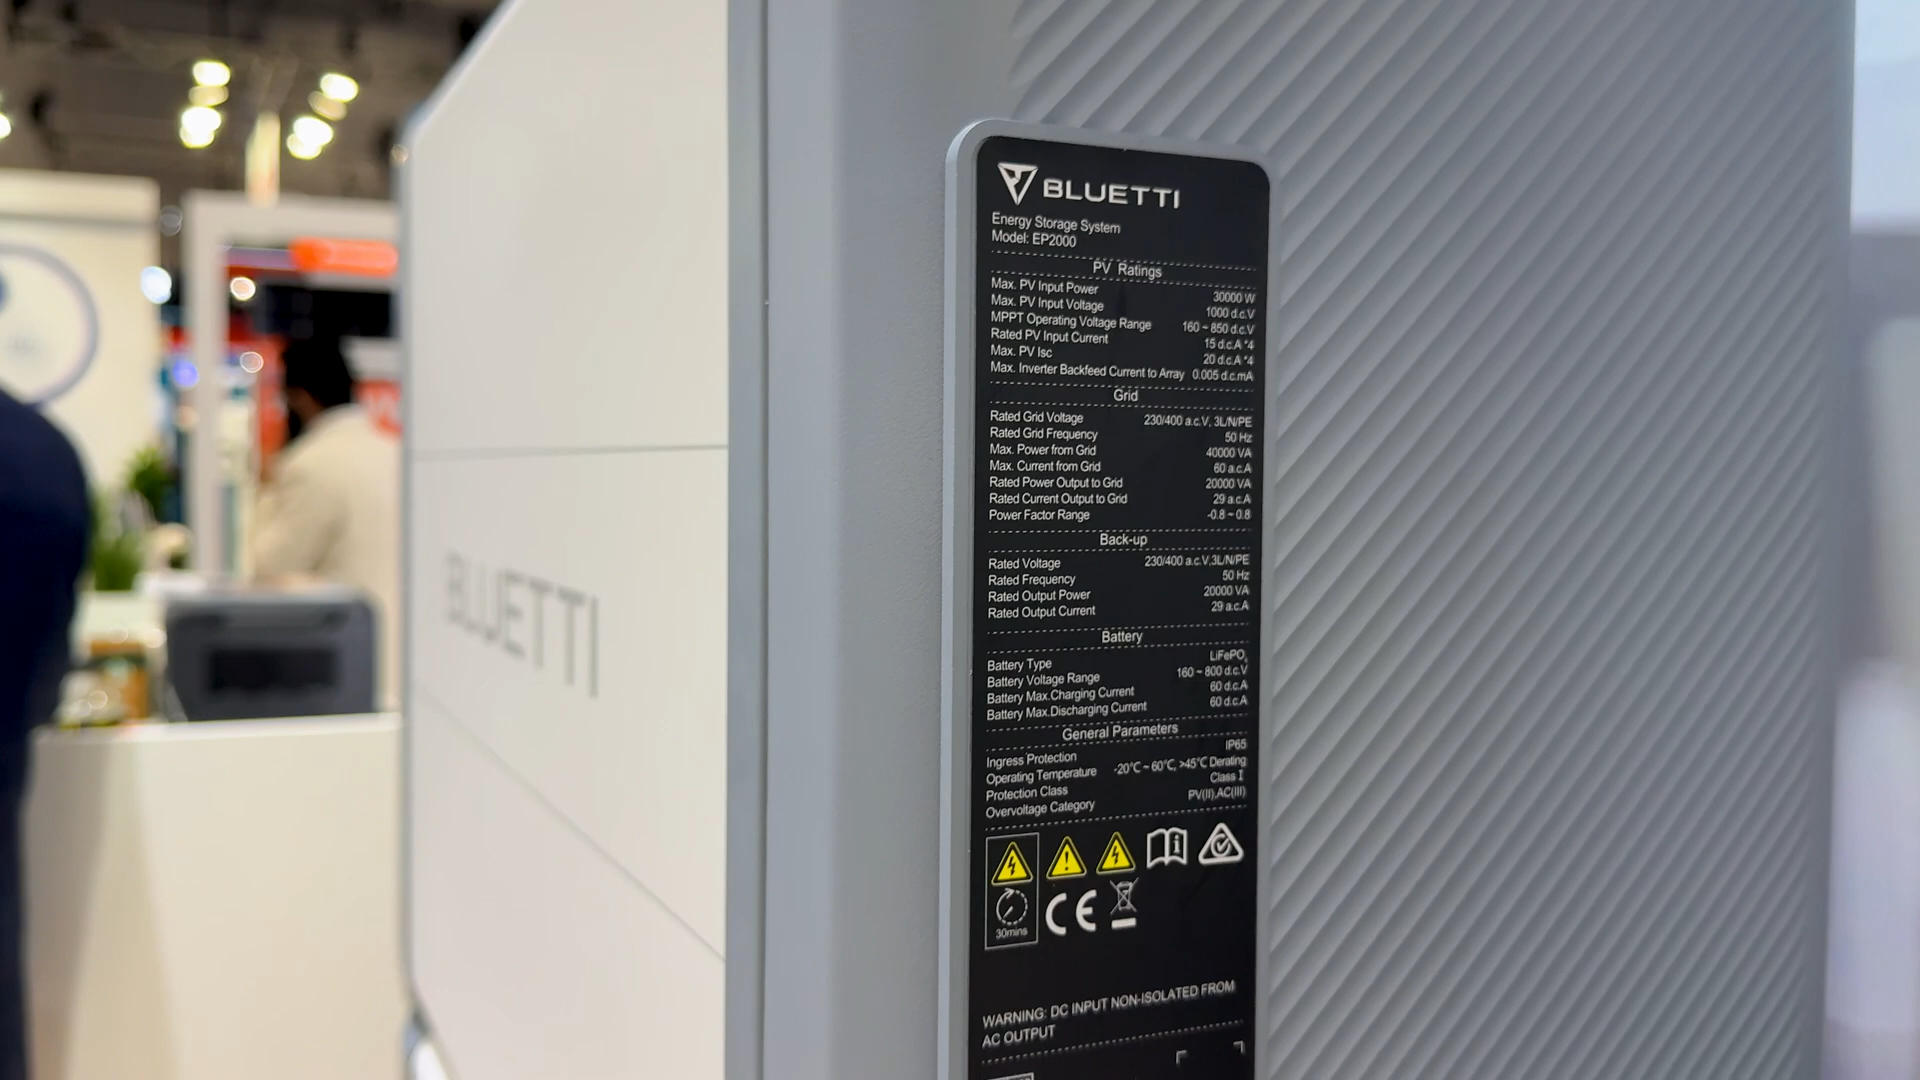 BLUETTI
Energy Storage System
Model: EP2000
PV Ratings
Max. PV Input Power 30000 W
Max. PV Input Voltage 1000 d.c.V
MPPT Operating Voltage Range 160 ~ 850 d.c.V
Rated PV Input Current 15 d.c.A *4
Max. PV Isc 20 d.c.A *4
Max. Inverter Backfeed Current to Array 0.005 d.c.mA
Grid
Rated Grid Voltage 230/400 a.c.V, 3L/N/PE
Rated Grid Frequency 50 Hz
Max. Power from Grid 40000 VA
Max. Current from Grid 60 a.c.A
Rated Power Output to Grid 20000 VA
Rated Current Output to Grid 29 a.c.A
Power Factor Range -0.8 ~ 0.8
Back-up
Rated Voltage 230/400 a.c.V,3L/N/PE
Rated Frequency 50 Hz
Rated Output Power 20000 VA
Rated Output Current 29 a.c.A
Battery
Battery Type LiFePO4
Battery Voltage Range 160 ~ 800 d.c.V
Battery Max.Charging Current 60 d.c.A
Battery Max.Discharging Current 60 d.c.A
General Parameters
Ingress Protection IP65
Operating Temperature -20℃ ~ 60℃, >45℃ Derating
Protection Class Class I
Overvoltage Category PV(II),AC(III)
30mins
CE
WARNING: DC INPUT NON-ISOLATED FROM
AC OUTPUT
BLUETTI